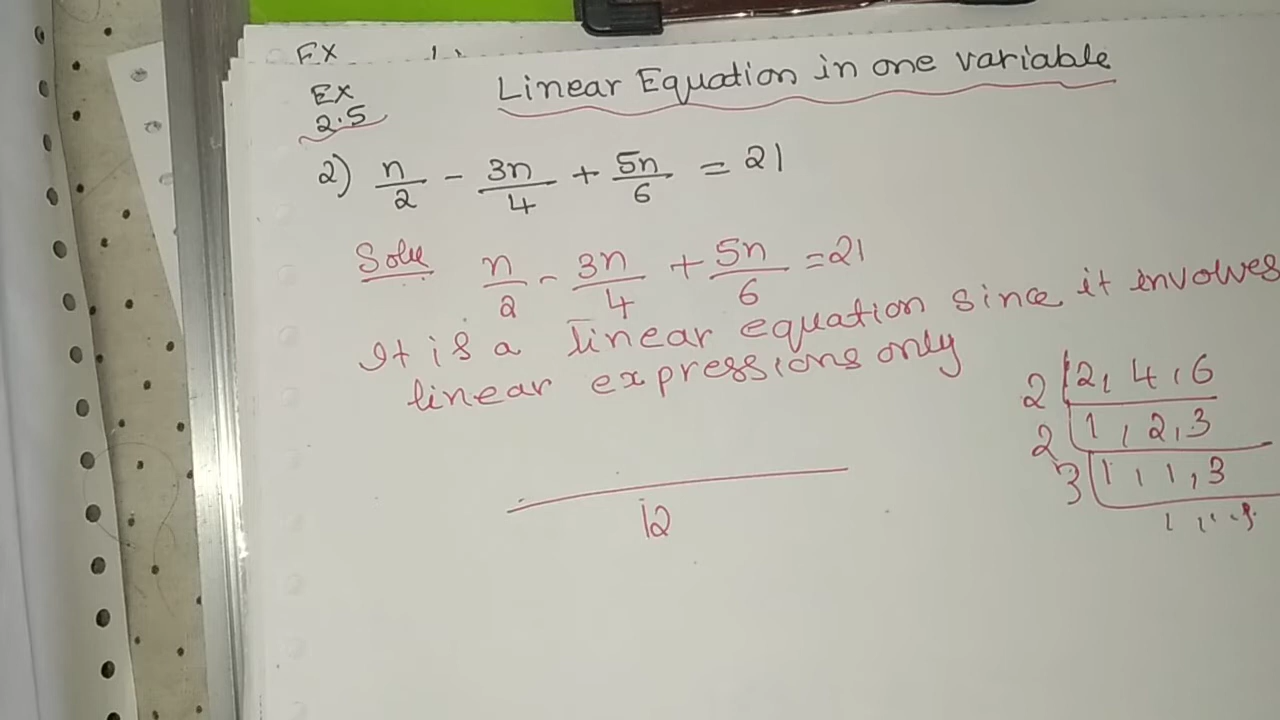 EX
EX
2.5
Linear Equation in one variable
2) n/2 - 3n/4 + 5n/6 = 21
Solu n/2 - 3n/4 + 5n/6 = 21
It is a linear equation since it involves
linear expressions only
2 | 2, 4, 6
2 | 1, 2, 3
3 | 1, 1, 3
12